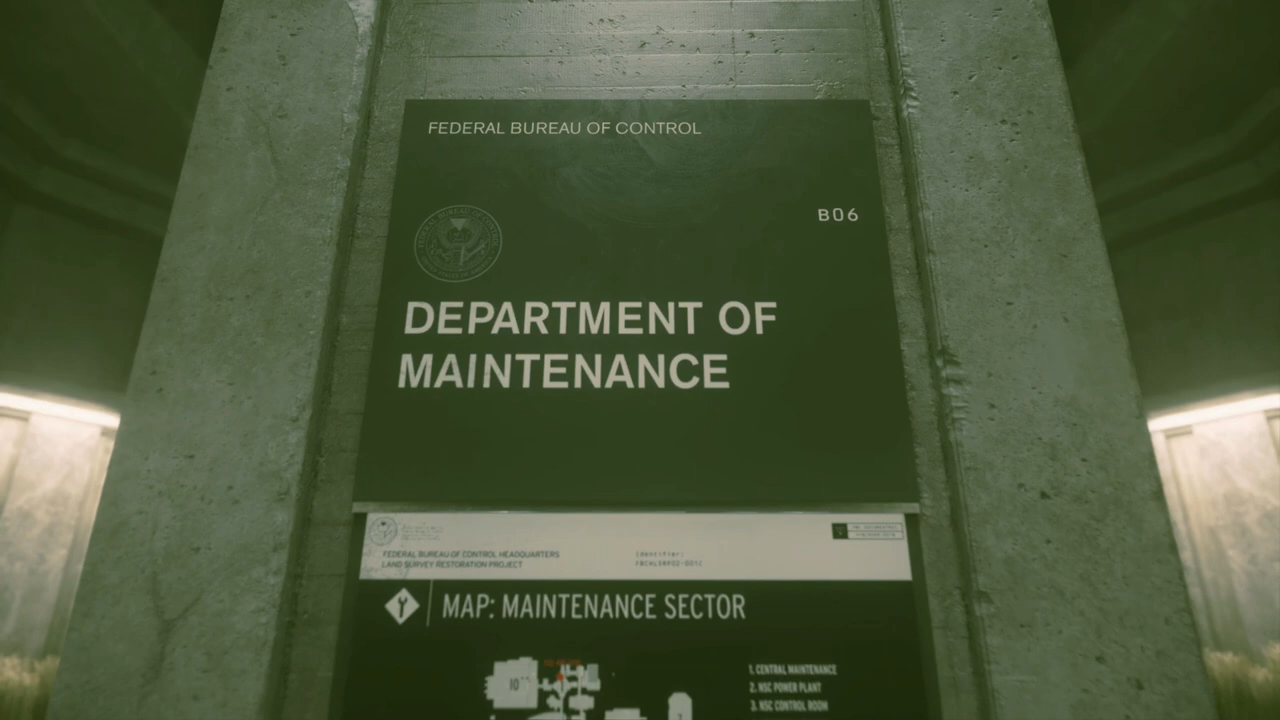 FEDERAL BUREAU OF CONTROL
B06
DEPARTMENT OF
MAINTENANCE
FEDERAL BUREAU OF CONTROL HEADQUARTERS
LAND SURVEY RESTORATION PROJECT
MAP: MAINTENANCE SECTOR
10
1. CENTRAL MAINTENANCE
2. NSC POWER PLANT
3. NSC CONTROL ROOM